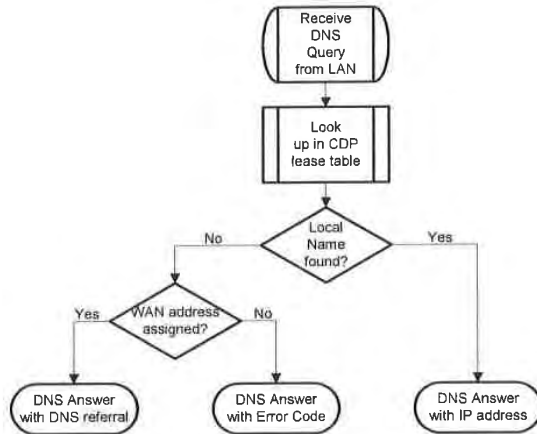 Receive
DNS
Query
from LAN
Look
up in CDP
lease table
Local
Name
found?
No
Yes
WAN address
assigned?
Yes
No
DNS Answer
with DNS referral
DNS Answer
with Error Code
DNS Answer
with IP address